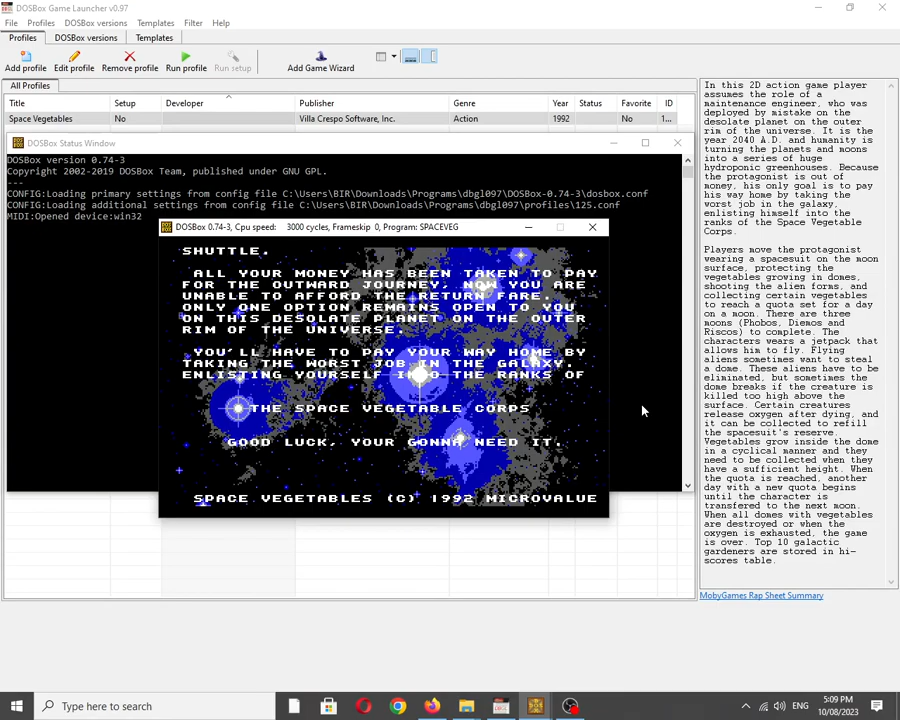 DOSBox Game Launcher v0.97
File Profiles DOSBox versions Templates Filter Help
Profiles DOSBox versions Templates
Add profile Edit profile Remove profile Run profile Run setup Add Game Wizard
All Profiles
Title Setup Developer Publisher Genre Year Status Favorite ID
Space Vegetables No Villa Crespo Software, Inc. Action 1992 No 1...
DOSBox Status Window
DOSBox version 0.74-3
Copyright 2002-2019 DOSBox Team, published under GNU GPL.
---
CONFIG:Loading primary settings from config file C:\Users\BIR\Downloads\Programs\dbgl097\DOSBox-0.74-3\dosbox.conf
CONFIG:Loading additional settings from config file C:\Users\BIR\Downloads\Programs\dbgl097\profiles\125.conf
MIDI:Opened device:win32
DOSBox 0.74-3, Cpu speed: 3000 cycles, Frameskip 0, Program: SPACEVEG
SHUTTLE.
ALL YOUR MONEY HAS BEEN TAKEN TO PAY
FOR THE OUTWARD JOURNEY, NOW YOU ARE
UNABLE TO AFFORD THE RETURN FARE.
ONLY ONE OPTION REMAINS OPEN TO YOU
ON THIS DESOLATE PLANET ON THE OUTER
RIM OF THE UNIVERSE.
YOU'LL HAVE TO PAY YOUR WAY HOME BY
TAKING THE WORST JOB IN THE GALAXY.
ENLISTING YOURSELF INTO THE RANKS OF
THE SPACE VEGETABLE CORPS
GOOD LUCK, YOUR GONNA NEED IT.
SPACE VEGETABLES (C) 1992 MICROVALUE
In this 2D action game player
assumes the role of a
maintenance engineer, who was
deployed by mistake on the
desolate planet on the outer
rim of the universe. It is the
year 2040 A.D. and humanity is
turning the planets and moons
into a series of huge
hydroponic greenhouses. Because
the protagonist is out of
money, his only goal is to pay
his way home by taking the
worst job in the galaxy,
enlisting himself into the
ranks of the Space Vegetable
Corps.
Players move the protagonist
wearing a spacesuit on the moon
surface, protecting the
vegetables growing in domes,
shooting the alien forms, and
collecting certain vegetables
to reach a quota set for a day
on a moon. There are three
moons (Phobos, Diemos and
Riscos) to complete. The
characters wears a jetpack that
allows him to fly. Flying
aliens sometimes want to steal
a dome. These aliens have to be
eliminated, but sometimes the
dome breaks if the creature is
killed too high above the
surface. Certain creatures
release oxygen after dying, and
it can be collected to refill
the spacesuit's reserve.
Vegetables grow inside the dome
in a cyclical manner and they
need to be collected when they
have a sufficient height. When
the quota is reached, another
day with a new quota begins
until the character is
transfered to the next moon.
When all domes with vegetables
are destroyed or when the
oxygen is exhausted, the game
is over. Top 10 galactic
gardeners are stored in hi-
scores table.
MobyGames Rap Sheet Summary
Type here to search
ENG
5:09 PM
10/08/2023